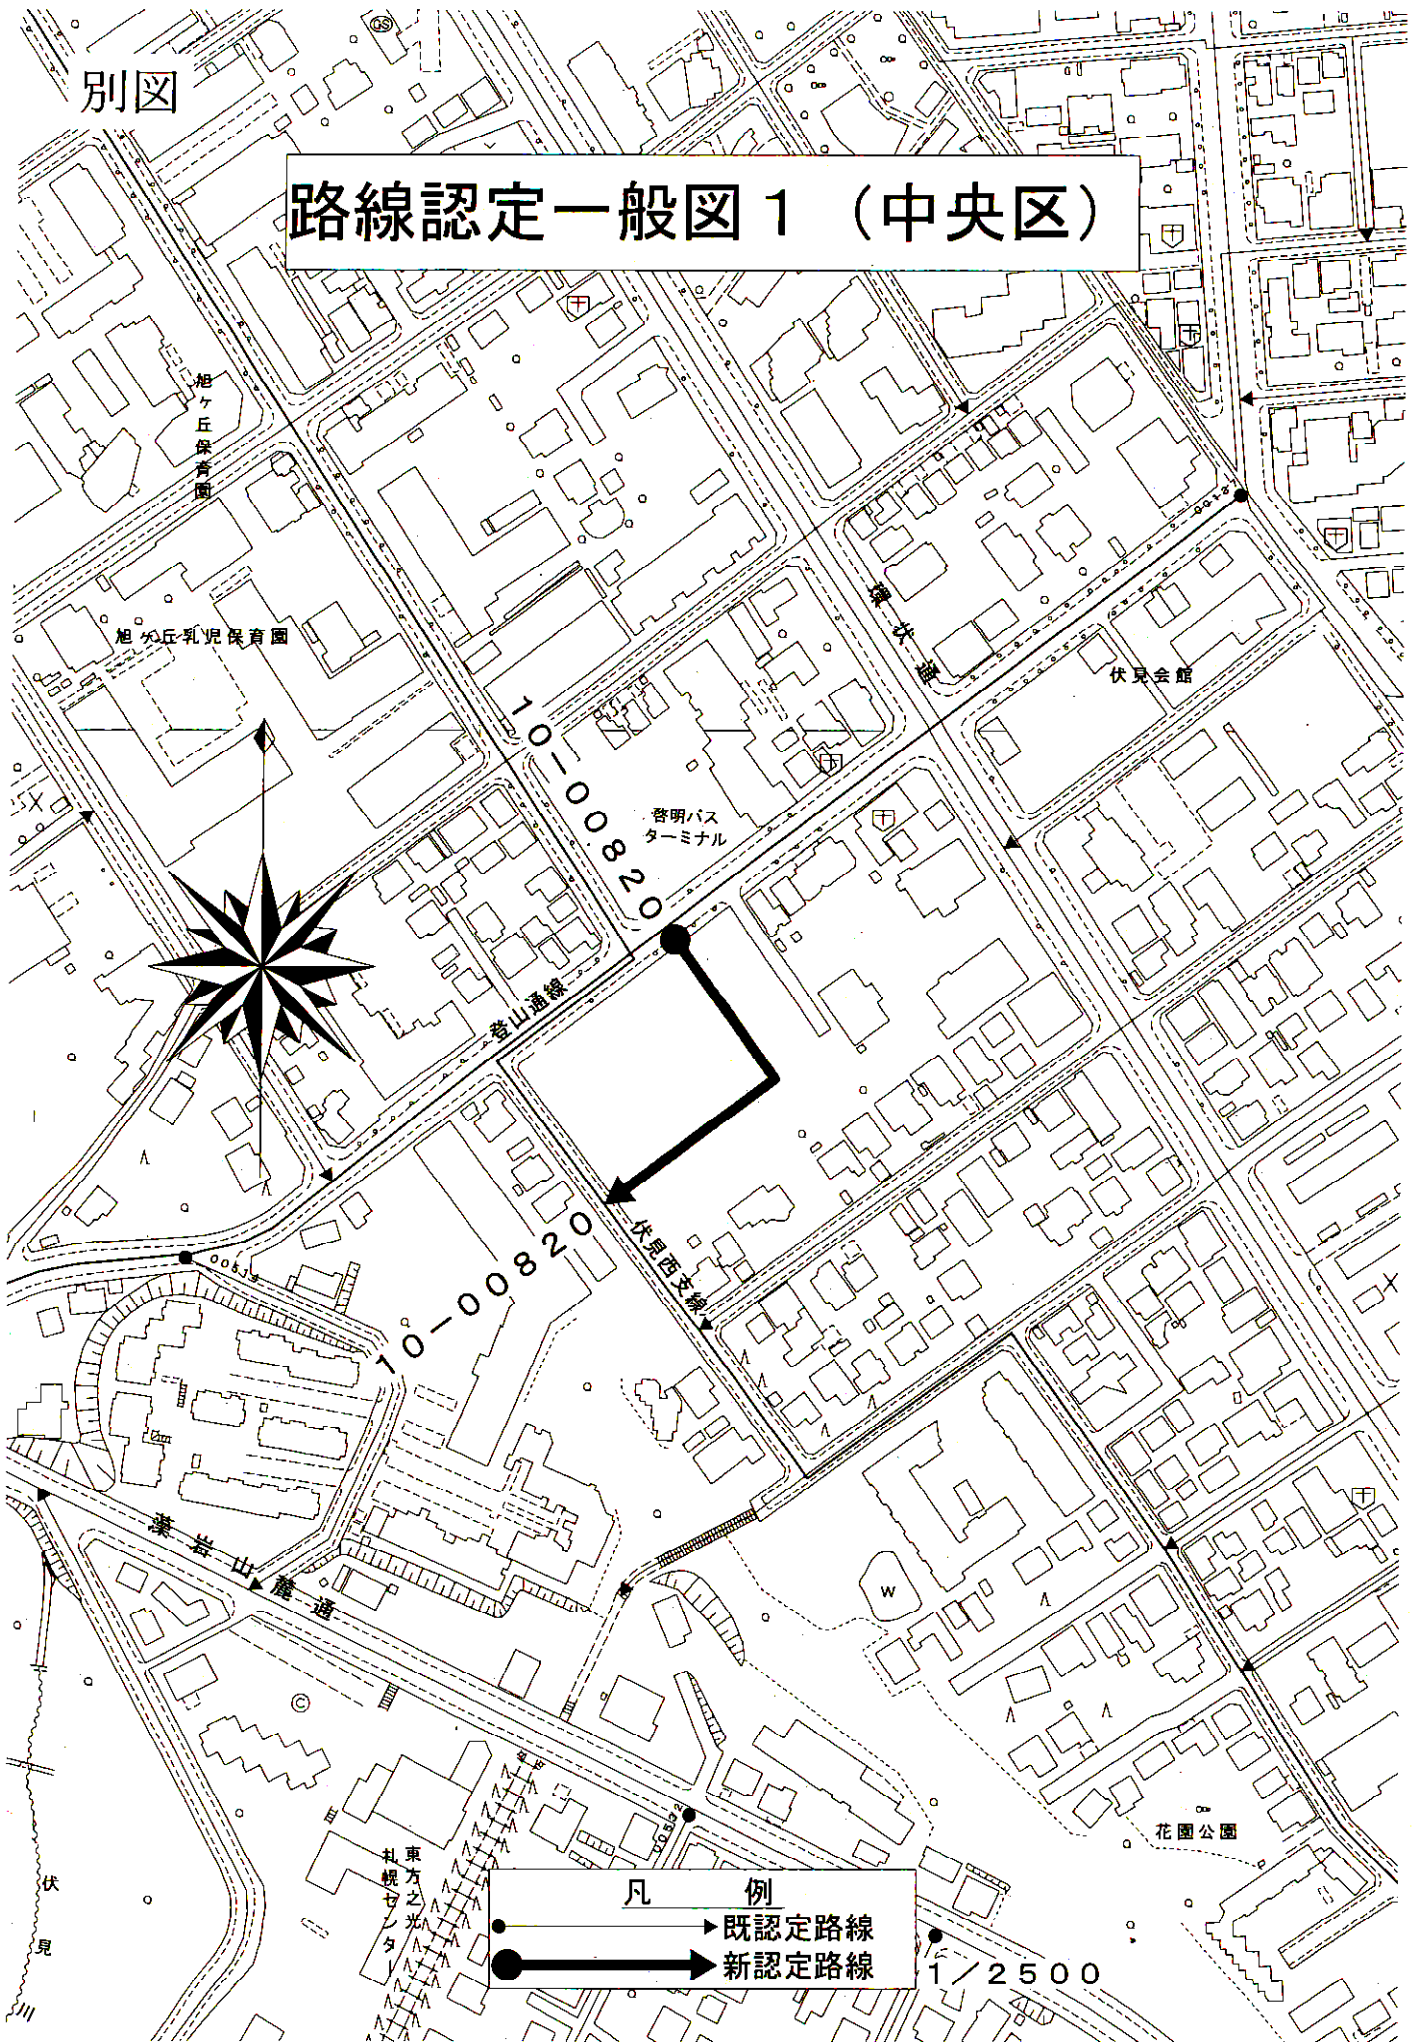 別図
路線認定一般図１（中央区）
旭ヶ丘保育園
旭ヶ丘乳児保育園
環状通
伏見会館
10－00820
啓明バス
ターミナル
登山通線
伏見西支線
10－00820
藻岩山麓通
W
C
花園公園
東方之光
札幌センター
伏見川
凡例
既認定路線
新認定路線
1／2500